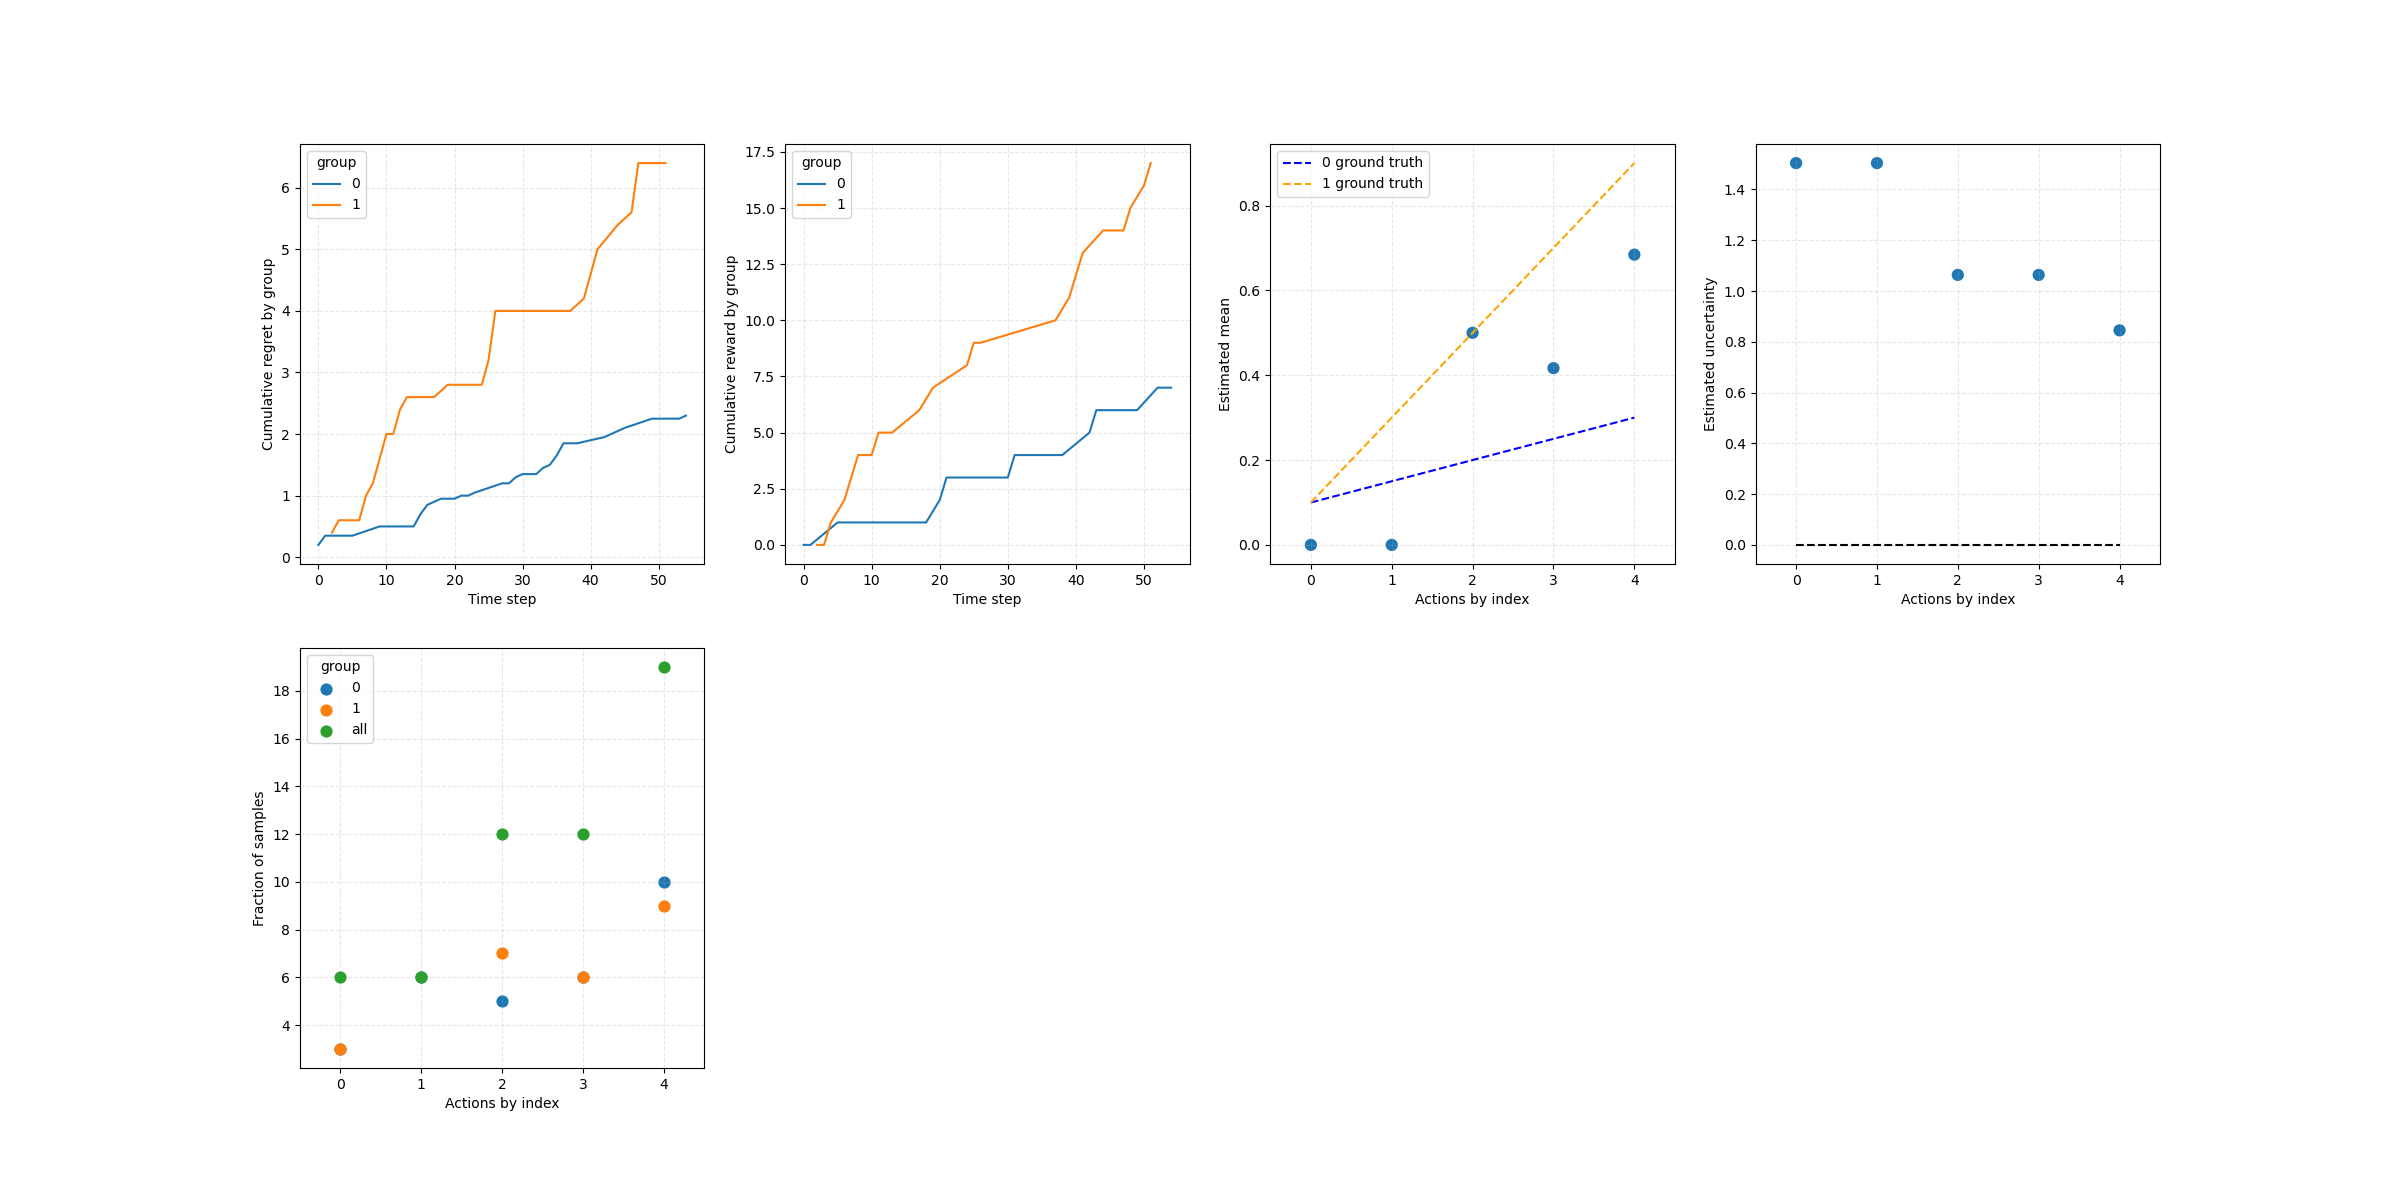 group
0
1
6
5
4
3
2
1
0
Cumulative regret by group
0 10 20 30 40 50
Time step
group
0
1
17.5
15.0
12.5
10.0
7.5
5.0
2.5
0.0
Cumulative reward by group
0 10 20 30 40 50
Time step
0 ground truth
1 ground truth
0.8
0.6
0.4
0.2
0.0
Estimated mean
0 1 2 3 4
Actions by index
1.4
1.2
1.0
0.8
0.6
0.4
0.2
0.0
Estimated uncertainty
0 1 2 3 4
Actions by index
group
0
1
all
18
16
14
12
10
8
6
4
Fraction of samples
0 1 2 3 4
Actions by index